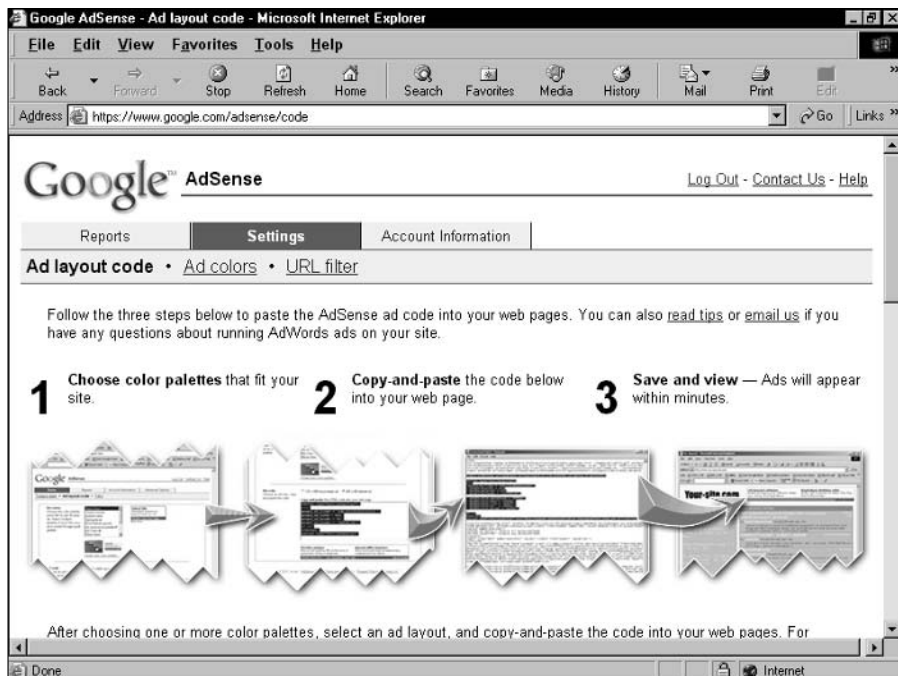 Google AdSense - Ad layout code - Microsoft Internet Explorer
File Edit View Favorites Tools Help
Back Forward Stop Refresh Home Search Favorites Media History Mail Print Edit
Address https://www.google.com/adsense/code Go Links
Google™ AdSense
Log Out - Contact Us - Help
Reports Settings Account Information
Ad layout code • Ad colors • URL filter
Follow the three steps below to paste the AdSense ad code into your web pages. You can also read tips or email us if you
have any questions about running AdWords ads on your site.
1 Choose color palettes that fit your
site.
2 Copy-and-paste the code below
into your web page.
3 Save and view — Ads will appear
within minutes.
Google
Your-site.com
After choosing one or more color palettes, select an ad layout, and copy-and-paste the code into your web pages. For
Done Internet